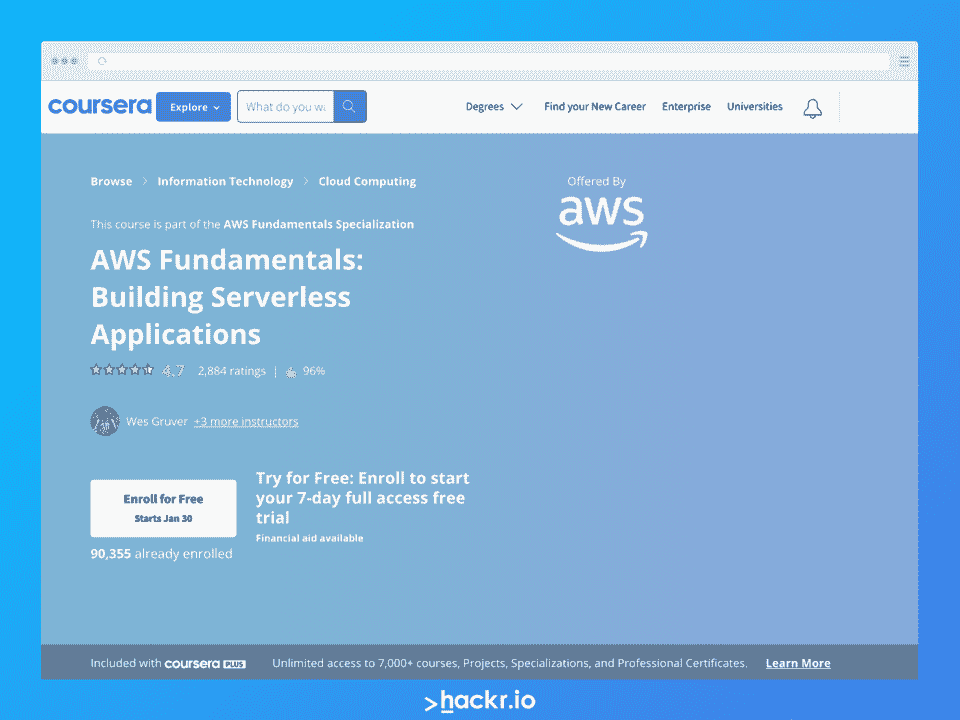 coursera Explore What do you wa Degrees Find your New Career Enterprise Universities
Browse Information Technology Cloud Computing
Offered By
aws
This course is part of the AWS Fundamentals Specialization
AWS Fundamentals:
Building Serverless
Applications
4.7 2,884 ratings | 96%
Wes Gruver +3 more instructors
Enroll for Free
Starts Jan 30
90,355 already enrolled
Try for Free: Enroll to start
your 7-day full access free
trial
Financial aid available
Included with coursera PLUS Unlimited access to 7,000+ courses, Projects, Specializations, and Professional Certificates. Learn More
>hackr.io